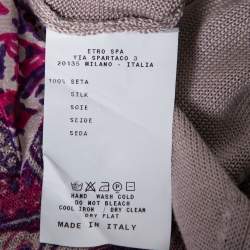 ETRO SPA
VIA SPARTACO 3
20135 MILANO - ITALIA
100% SETA
SILK
SOIE
SEIDE
SEDA
HAND WASH COLD
DO NOT BLEACH
COOL IRON / DRY CLEAN
DRY FLAT
MADE IN ITALY